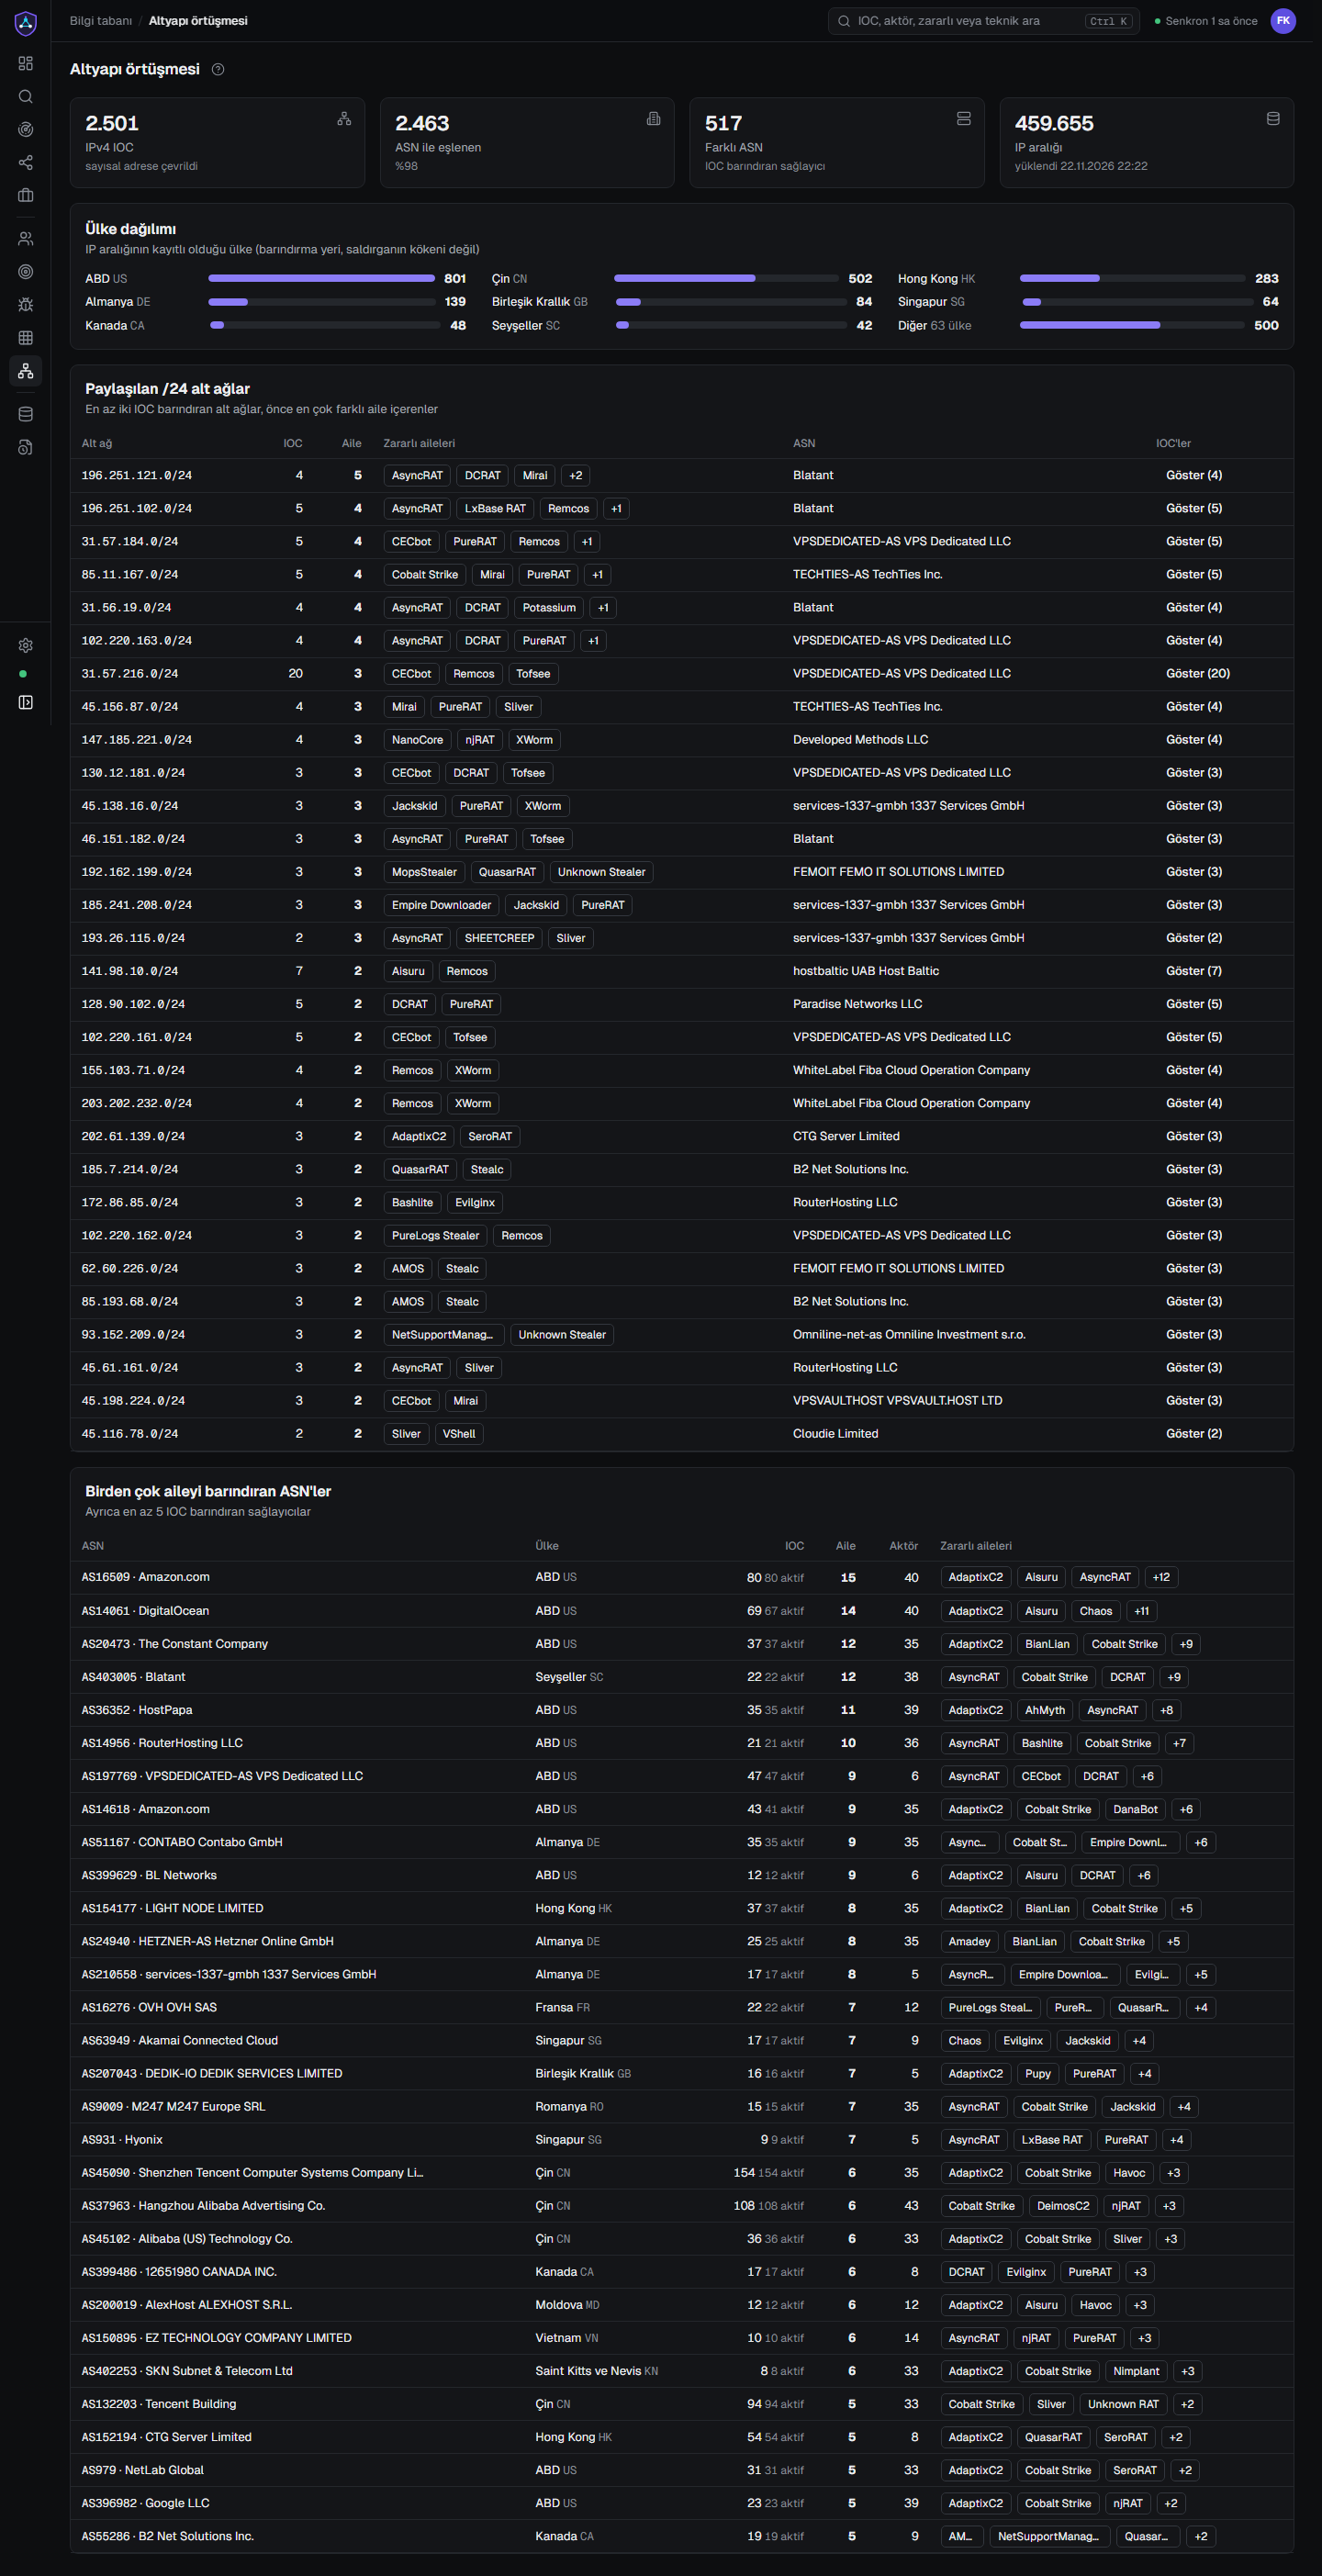 Bilgi tabanı / Altyapı örtüşmesi
IOC, aktör, zararlı veya teknik ara Ctrl K
Senkron 1 sa önce FK
Altyapı örtüşmesi ?
2.501
IPv4 IOC
sayısal adrese çevrildi
2.463
ASN ile eşlenen
%98
517
Farklı ASN
IOC barındıran sağlayıcı
459.655
IP aralığı
yüklendi 22.11.2026 22:22
Ülke dağılımı
IP aralığının kayıtlı olduğu ülke (barındırma yeri, saldırganın kökeni değil)
ABD US 801 Çin CN 502 Hong Kong HK 283
Almanya DE 139 Birleşik Krallık GB 84 Singapur SG 64
Kanada CA 48 Seyşeller SC 42 Diğer 63 ülke 500
Paylaşılan /24 alt ağlar
En az iki IOC barındıran alt ağlar, önce en çok farklı aile içerenler
Alt ağ IOC Aile Zararlı aileleri ASN IOC'ler
196.251.121.0/24 4 5 AsyncRAT DCRAT Mirai +2 Blatant Göster (4)
196.251.102.0/24 5 4 AsyncRAT LxBase RAT Remcos +1 Blatant Göster (5)
31.57.184.0/24 5 4 CECbot PureRAT Remcos +1 VPSDEDICATED-AS VPS Dedicated LLC Göster (5)
85.11.167.0/24 5 4 Cobalt Strike Mirai PureRAT +1 TECHTIES-AS TechTies Inc. Göster (5)
31.56.19.0/24 4 4 AsyncRAT DCRAT Potassium +1 Blatant Göster (4)
102.220.163.0/24 4 4 AsyncRAT DCRAT PureRAT +1 VPSDEDICATED-AS VPS Dedicated LLC Göster (4)
31.57.216.0/24 20 3 CECbot Remcos Tofsee VPSDEDICATED-AS VPS Dedicated LLC Göster (20)
45.156.87.0/24 4 3 Mirai PureRAT Sliver TECHTIES-AS TechTies Inc. Göster (4)
147.185.221.0/24 4 3 NanoCore njRAT XWorm Developed Methods LLC Göster (4)
130.12.181.0/24 3 3 CECbot DCRAT Tofsee VPSDEDICATED-AS VPS Dedicated LLC Göster (3)
45.138.16.0/24 3 3 Jackskid PureRAT XWorm services-1337-gmbh 1337 Services GmbH Göster (3)
46.151.182.0/24 3 3 AsyncRAT PureRAT Tofsee Blatant Göster (3)
192.162.199.0/24 3 3 MopsStealer QuasarRAT Unknown Stealer FEMOIT FEMO IT SOLUTIONS LIMITED Göster (3)
185.241.208.0/24 3 3 Empire Downloader Jackskid PureRAT services-1337-gmbh 1337 Services GmbH Göster (3)
193.26.115.0/24 2 3 AsyncRAT SHEETCREEP Sliver services-1337-gmbh 1337 Services GmbH Göster (2)
141.98.10.0/24 7 2 Aisuru Remcos hostbaltic UAB Host Baltic Göster (7)
128.90.102.0/24 5 2 DCRAT PureRAT Paradise Networks LLC Göster (5)
102.220.161.0/24 5 2 CECbot Tofsee VPSDEDICATED-AS VPS Dedicated LLC Göster (5)
155.103.71.0/24 4 2 Remcos XWorm WhiteLabel Fiba Cloud Operation Company Göster (4)
203.202.232.0/24 4 2 Remcos XWorm WhiteLabel Fiba Cloud Operation Company Göster (4)
202.61.139.0/24 3 2 AdaptixC2 SeroRAT CTG Server Limited Göster (3)
185.7.214.0/24 3 2 QuasarRAT Stealc B2 Net Solutions Inc. Göster (3)
172.86.85.0/24 3 2 Bashlite Evilginx RouterHosting LLC Göster (3)
102.220.162.0/24 3 2 PureLogs Stealer Remcos VPSDEDICATED-AS VPS Dedicated LLC Göster (3)
62.60.226.0/24 3 2 AMOS Stealc FEMOIT FEMO IT SOLUTIONS LIMITED Göster (3)
85.193.68.0/24 3 2 AMOS Stealc B2 Net Solutions Inc. Göster (3)
93.152.209.0/24 3 2 NetSupportManag... Unknown Stealer Omniline-net-as Omniline Investment s.r.o. Göster (3)
45.61.161.0/24 3 2 AsyncRAT Sliver RouterHosting LLC Göster (3)
45.198.224.0/24 3 2 CECbot Mirai VPSVAULTHOST VPSVAULT.HOST LTD Göster (3)
45.116.78.0/24 2 2 Sliver VShell Cloudie Limited Göster (2)
Birden çok aileyi barındıran ASN'ler
Ayrıca en az 5 IOC barındıran sağlayıcılar
ASN Ülke IOC Aile Aktör Zararlı aileleri
AS16509 · Amazon.com ABD US 80 80 aktif 15 40 AdaptixC2 Aisuru AsyncRAT +12
AS14061 · DigitalOcean ABD US 69 67 aktif 14 40 AdaptixC2 Aisuru Chaos +11
AS20473 · The Constant Company ABD US 37 37 aktif 12 35 AdaptixC2 BianLian Cobalt Strike +9
AS403005 · Blatant Seyşeller SC 22 22 aktif 12 38 AsyncRAT Cobalt Strike DCRAT +9
AS36352 · HostPapa ABD US 35 35 aktif 11 39 AdaptixC2 AhMyth AsyncRAT +8
AS14956 · RouterHosting LLC ABD US 21 21 aktif 10 36 AsyncRAT Bashlite Cobalt Strike +7
AS197769 · VPSDEDICATED-AS VPS Dedicated LLC ABD US 47 47 aktif 9 6 AsyncRAT CECbot DCRAT +6
AS14618 · Amazon.com ABD US 43 41 aktif 9 35 AdaptixC2 Cobalt Strike DanaBot +6
AS51167 · CONTABO Contabo GmbH Almanya DE 35 35 aktif 9 35 Async... Cobalt St... Empire Downl... +6
AS399629 · BL Networks ABD US 12 12 aktif 9 6 AdaptixC2 Aisuru DCRAT +6
AS154177 · LIGHT NODE LIMITED Hong Kong HK 37 37 aktif 8 35 AdaptixC2 BianLian Cobalt Strike +5
AS24940 · HETZNER-AS Hetzner Online GmbH Almanya DE 25 25 aktif 8 35 Amadey BianLian Cobalt Strike +5
AS210558 · services-1337-gmbh 1337 Services GmbH Almanya DE 17 17 aktif 8 5 AsyncR... Empire Downloa... Evilgi... +5
AS16276 · OVH OVH SAS Fransa FR 22 22 aktif 7 12 PureLogs Steal... PureR... QuasarR... +4
AS63949 · Akamai Connected Cloud Singapur SG 17 17 aktif 7 9 Chaos Evilginx Jackskid +4
AS207043 · DEDIK-IO DEDIK SERVICES LIMITED Birleşik Krallık GB 16 16 aktif 7 5 AdaptixC2 Pupy PureRAT +4
AS9009 · M247 M247 Europe SRL Romanya RO 15 15 aktif 7 35 AsyncRAT Cobalt Strike Jackskid +4
AS931 · Hyonix Singapur SG 9 9 aktif 7 5 AsyncRAT LxBase RAT PureRAT +4
AS45090 · Shenzhen Tencent Computer Systems Company Li... Çin CN 154 154 aktif 6 35 AdaptixC2 Cobalt Strike Havoc +3
AS37963 · Hangzhou Alibaba Advertising Co. Çin CN 108 108 aktif 6 43 Cobalt Strike DeimosC2 njRAT +3
AS45102 · Alibaba (US) Technology Co. Çin CN 36 36 aktif 6 33 AdaptixC2 Cobalt Strike Sliver +3
AS399486 · 12651980 CANADA INC. Kanada CA 17 17 aktif 6 8 DCRAT Evilginx PureRAT +3
AS200019 · AlexHost ALEXHOST S.R.L. Moldova MD 12 12 aktif 6 12 AdaptixC2 Aisuru Havoc +3
AS150895 · EZ TECHNOLOGY COMPANY LIMITED Vietnam VN 10 10 aktif 6 14 AsyncRAT njRAT PureRAT +3
AS402253 · SKN Subnet & Telecom Ltd Saint Kitts ve Nevis KN 8 8 aktif 6 33 AdaptixC2 Cobalt Strike Nimplant +3
AS132203 · Tencent Building Çin CN 94 94 aktif 5 33 Cobalt Strike Sliver Unknown RAT +2
AS152194 · CTG Server Limited Hong Kong HK 54 54 aktif 5 8 AdaptixC2 QuasarRAT SeroRAT +2
AS979 · NetLab Global ABD US 31 31 aktif 5 33 AdaptixC2 Cobalt Strike SeroRAT +2
AS396982 · Google LLC ABD US 23 23 aktif 5 39 AdaptixC2 Cobalt Strike njRAT +2
AS55286 · B2 Net Solutions Inc. Kanada CA 19 19 aktif 5 9 AM... NetSupportManag... Quasar... +2